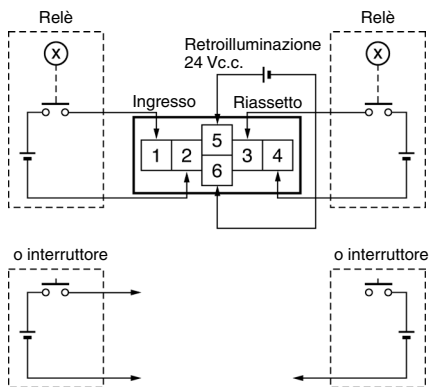 Relè
Relè
X
X
Retroilluminazione
24 Vc.c.
Ingresso
Riassetto
1 2 5 3 4
6
o interruttore
o interruttore